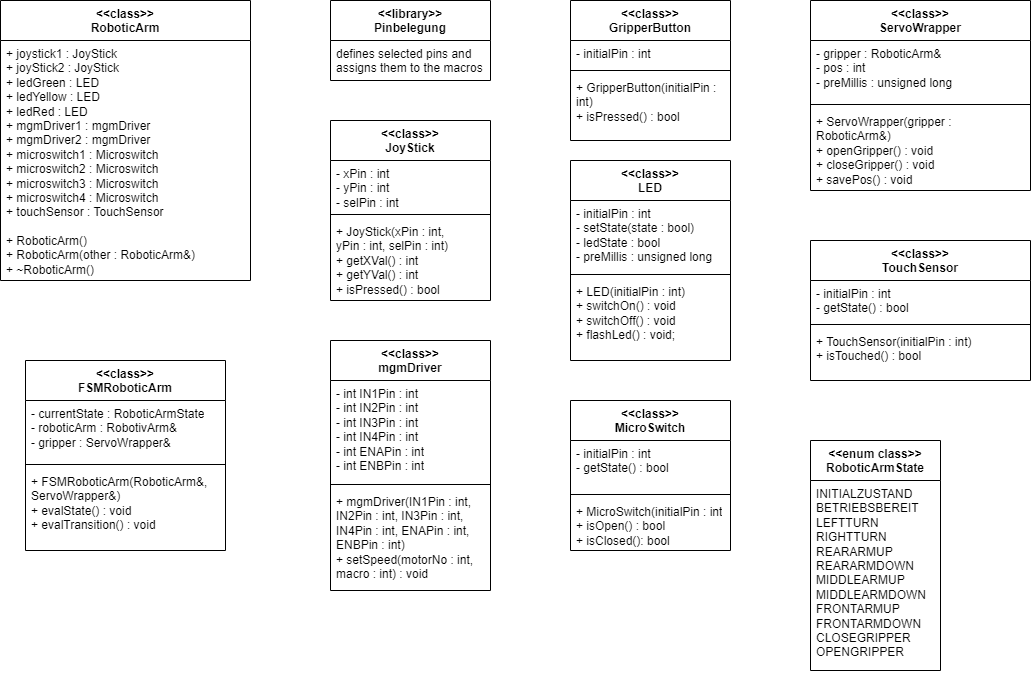 <<class>>
RoboticArm
+ joystick1 : JoyStick
+ joyStick2 : JoyStick
+ ledGreen : LED
+ ledYellow : LED
+ ledRed : LED
+ mgmDriver1 : mgmDriver
+ mgmDriver2 : mgmDriver
+ microswitch1 : Microswitch
+ microswitch2 : Microswitch
+ microswitch3 : Microswitch
+ microswitch4 : Microswitch
+ touchSensor : TouchSensor
+ RoboticArm()
+ RoboticArm(other : RoboticArm&)
+ ~RoboticArm()
<<class>>
FSMRoboticArm
- currentState : RoboticArmState
- roboticArm : RobotivArm&
- gripper : ServoWrapper&
+ FSMRoboticArm(RoboticArm&,
ServoWrapper&)
+ evalState() : void
+ evalTransition() : void
<<library>>
Pinbelegung
defines selected pins and
assigns them to the macros
<<class>>
JoyStick
- xPin : int
- yPin : int
- selPin : int
+ JoyStick(xPin : int,
yPin : int, selPin : int)
+ getXVal() : int
+ getYVal() : int
+ isPressed() : bool
<<class>>
mgmDriver
- int IN1Pin : int
- int IN2Pin : int
- int IN3Pin : int
- int IN4Pin : int
- int ENAPin : int
- int ENBPin : int
+ mgmDriver(IN1Pin : int,
IN2Pin : int, IN3Pin : int,
IN4Pin : int, ENAPin : int,
ENBPin : int)
+ setSpeed(motorNo : int,
macro : int) : void
<<class>>
GripperButton
- initialPin : int
+ GripperButton(initialPin :
int)
+ isPressed() : bool
<<class>>
LED
- initialPin : int
- setState(state : bool)
- ledState : bool
- preMillis : unsigned long
+ LED(initialPin : int)
+ switchOn() : void
+ switchOff() : void
+ flashLed() : void;
<<class>>
MicroSwitch
- initialPin : int
- getState() : bool
+ MicroSwitch(initialPin : int
+ isOpen() : bool
+ isClosed(): bool
<<class>>
ServoWrapper
- gripper : RoboticArm&
- pos : int
- preMillis : unsigned long
+ ServoWrapper(gripper :
RoboticArm&)
+ openGripper() : void
+ closeGripper() : void
+ savePos() : void
<<class>>
TouchSensor
- initialPin : int
- getState() : bool
+ TouchSensor(initialPin : int)
+ isTouched() : bool
<<enum class>>
RoboticArmState
INITIALZUSTAND
BETRIEBSBEREIT
LEFTTURN
RIGHTTURN
REARARMUP
REARARMDOWN
MIDDLEARMUP
MIDDLEARMDOWN
FRONTARMUP
FRONTARMDOWN
CLOSEGRIPPER
OPENGRIPPER